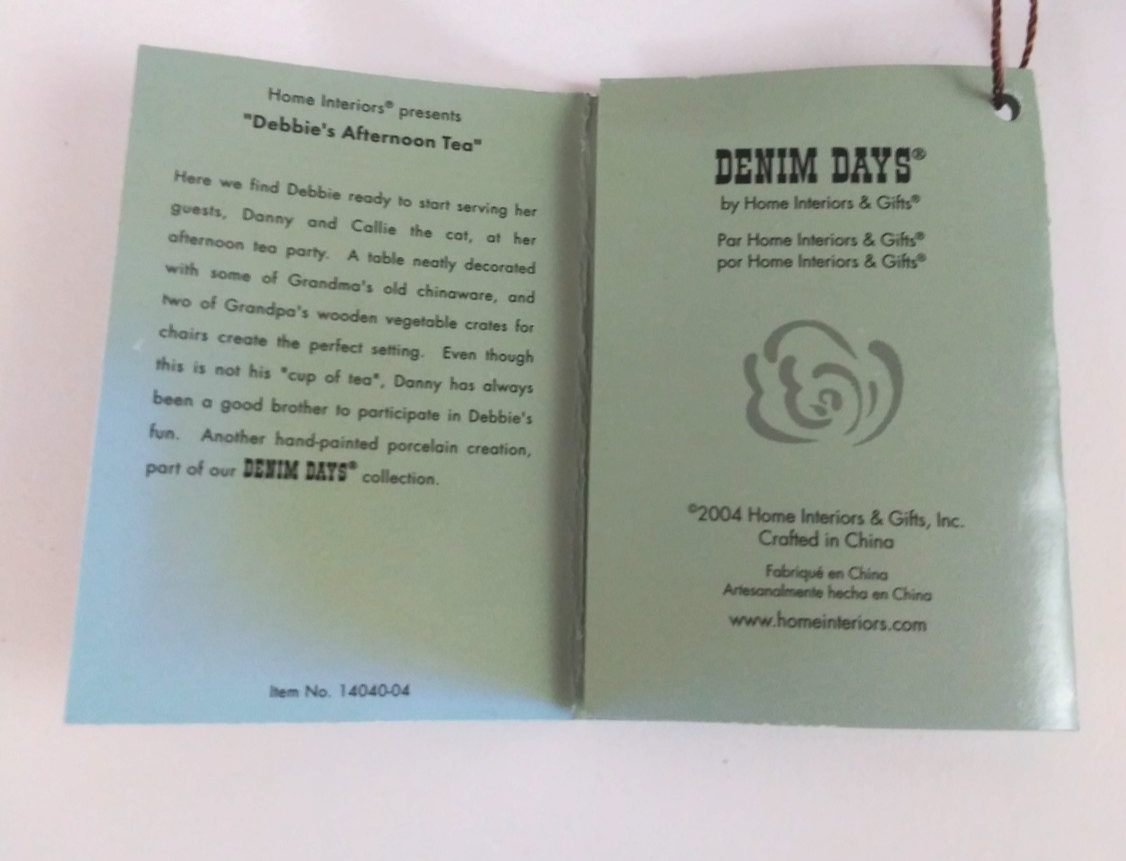 Home Interiors® presents
"Debbie's Afternoon Tea"
Here we find Debbie ready to start serving her
guests, Danny and Callie the cat, at her
afternoon tea party. A table neatly decorated
with some of Grandma's old chinaware, and
two of Grandpa's wooden vegetable crates for
chairs create the perfect setting. Even though
this is not his "cup of tea", Danny has always
been a good brother to participate in Debbie's
fun. Another hand-painted porcelain creation,
part of our DENIM DAYS® collection.
Item No. 14040-04
DENIM DAYS®
by Home Interiors & Gifts®
Par Home Interiors & Gifts®
por Home Interiors & Gifts®
©2004 Home Interiors & Gifts, Inc.
Crafted in China
Fabriqué en China
Artesanalmente hecha en China
www.homeinteriors.com